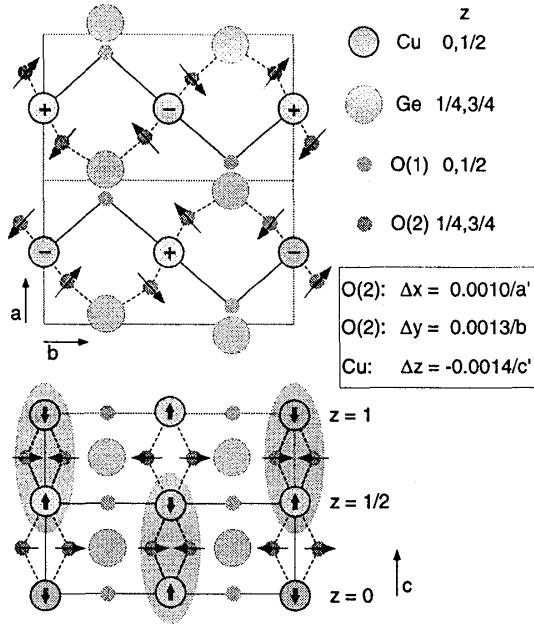 z
Cu 0,1/2
Ge 1/4,3/4
O(1) 0,1/2
O(2) 1/4,3/4
+ − +
− + −
a
b
O(2): Δx = 0.0010/a'
O(2): Δy = 0.0013/b
Cu: Δz = -0.0014/c'
z = 1
z = 1/2
z = 0
c